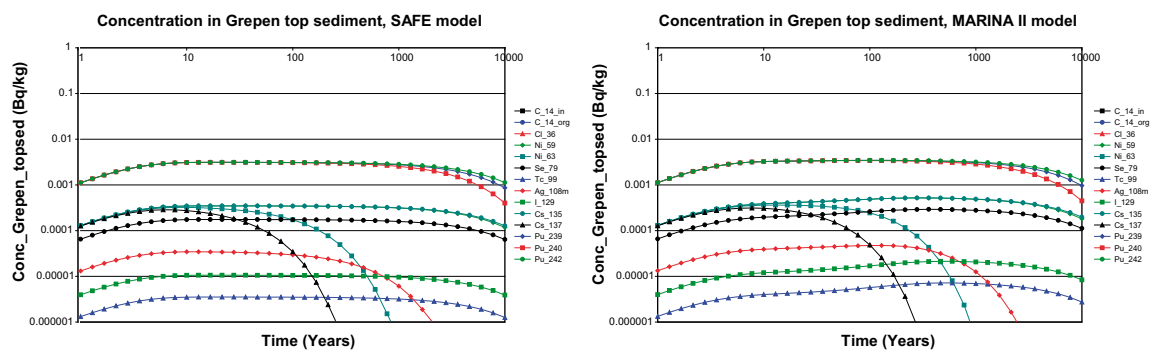 Concentration in Grepen top sediment, SAFE model
Conc_Grepen_topsed (Bq/kg)
1
0.1
0.01
0.001
0.0001
0.00001
0.000001
1
10
100
1000
10000
Time (Years)
C_14_in
C_14_org
Cl_36
Ni_59
Ni_63
Se_79
Tc_99
Ag_108m
I_129
Cs_135
Cs_137
Pu_239
Pu_240
Pu_242
Concentration in Grepen top sediment, MARINA II model
Conc_Grepen_topsed (Bq/kg)
1
0.1
0.01
0.001
0.0001
0.00001
0.000001
1
10
100
1000
10000
Time (Years)
C_14_in
C_14_org
Cl_36
Ni_59
Ni_63
Se_79
Tc_99
Ag_108m
I_129
Cs_135
Cs_137
Pu_239
Pu_240
Pu_242